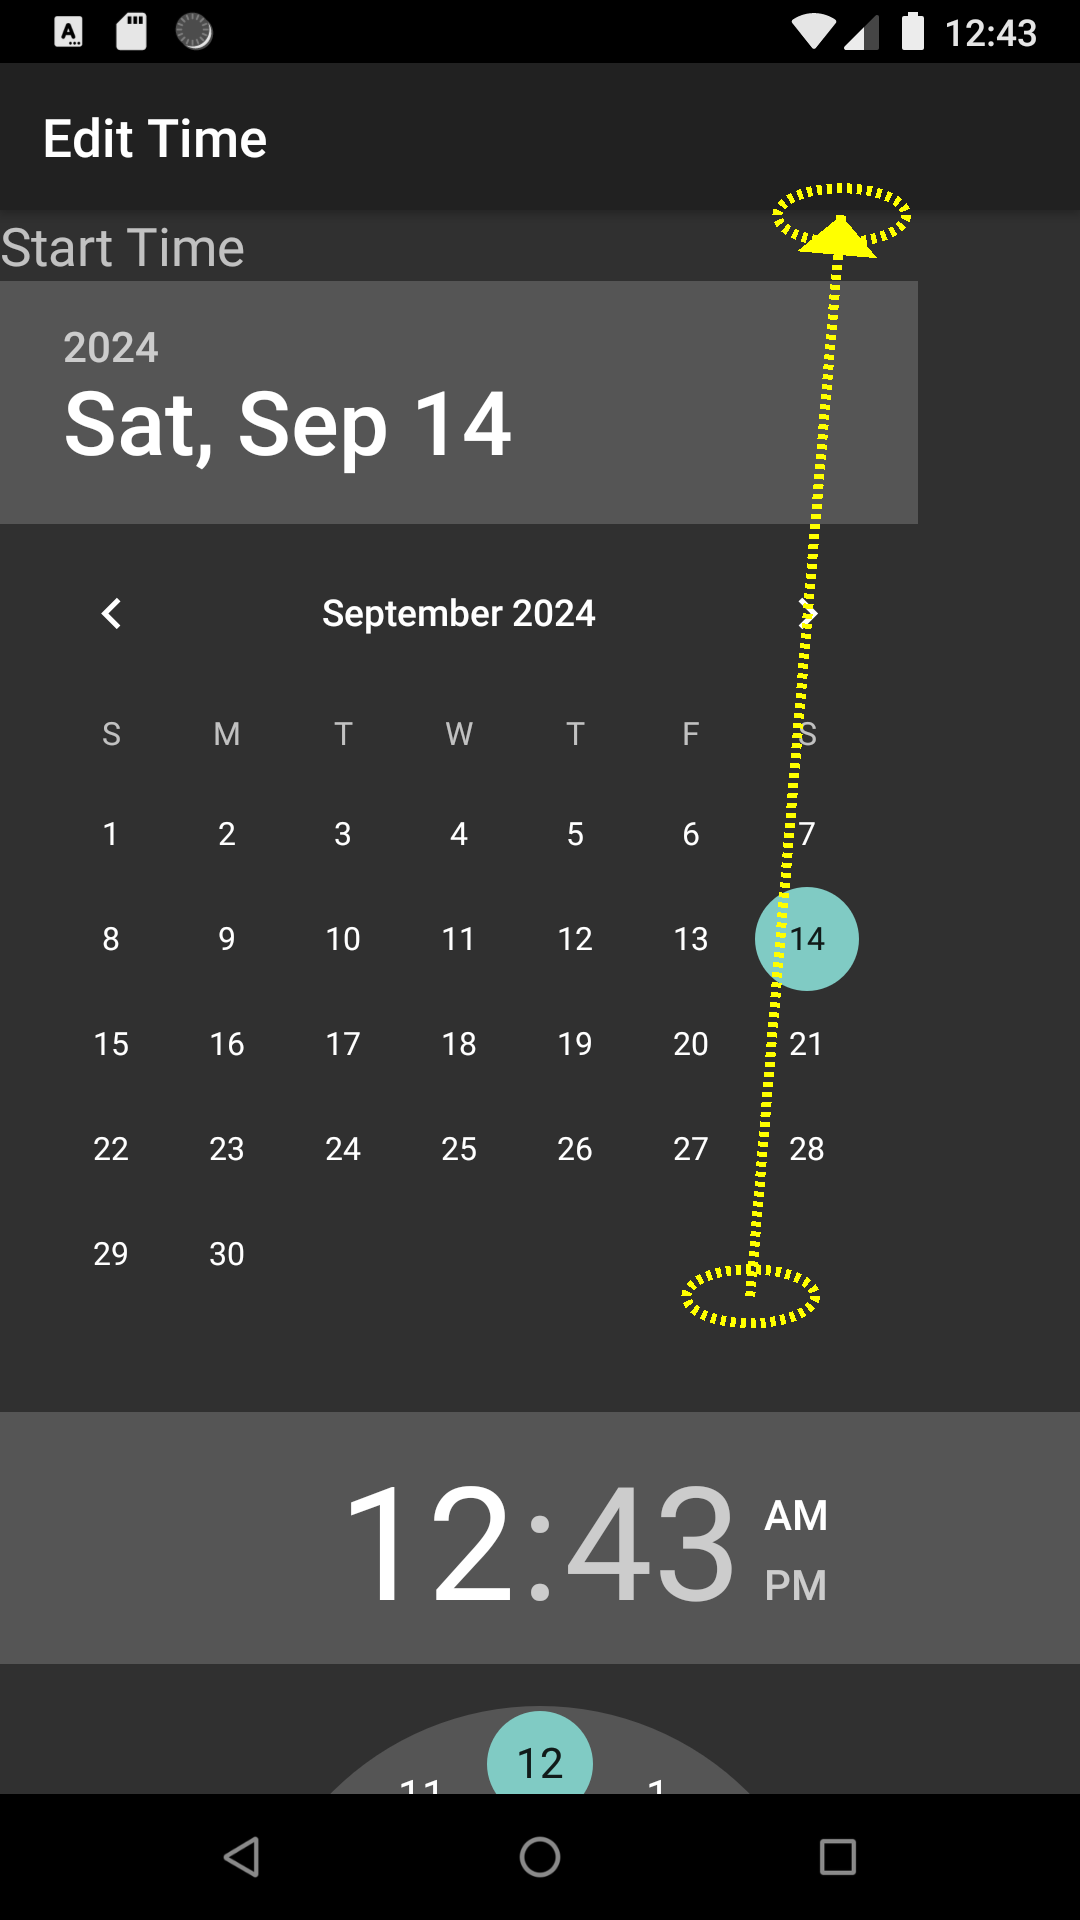 12:43
Edit Time
Start Time
2024
Sat, Sep 14
September 2024
S M T W T F S
1 2 3 4 5 6 7
8 9 10 11 12 13 14
15 16 17 18 19 20 21
22 23 24 25 26 27 28
29 30
12:43 AM
PM
11 12 1